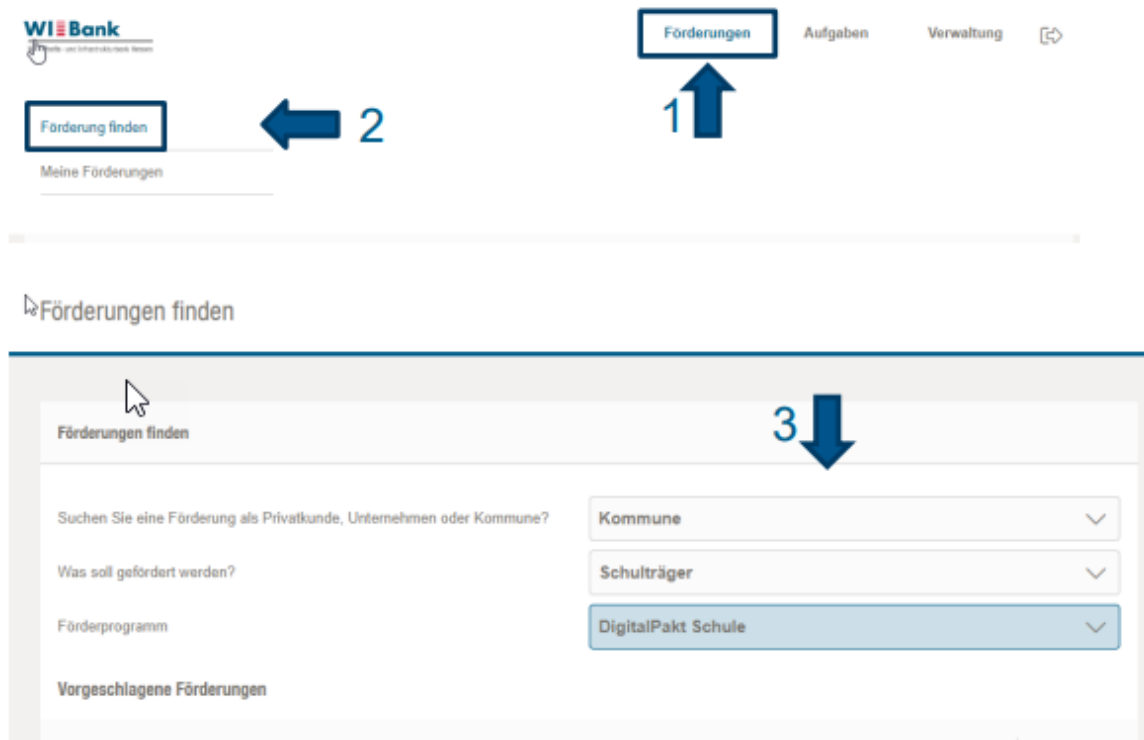 WIBank
Förderungen Aufgaben Verwaltung
1
Förderung finden
2
Meine Förderungen
Förderungen finden
3
Förderungen finden
Suchen Sie eine Förderung als Privatkunde, Unternehmen oder Kommune? Kommune
Was soll gefördert werden? Schulträger
Förderprogramm DigitalPakt Schule
Vorgeschlagene Förderungen